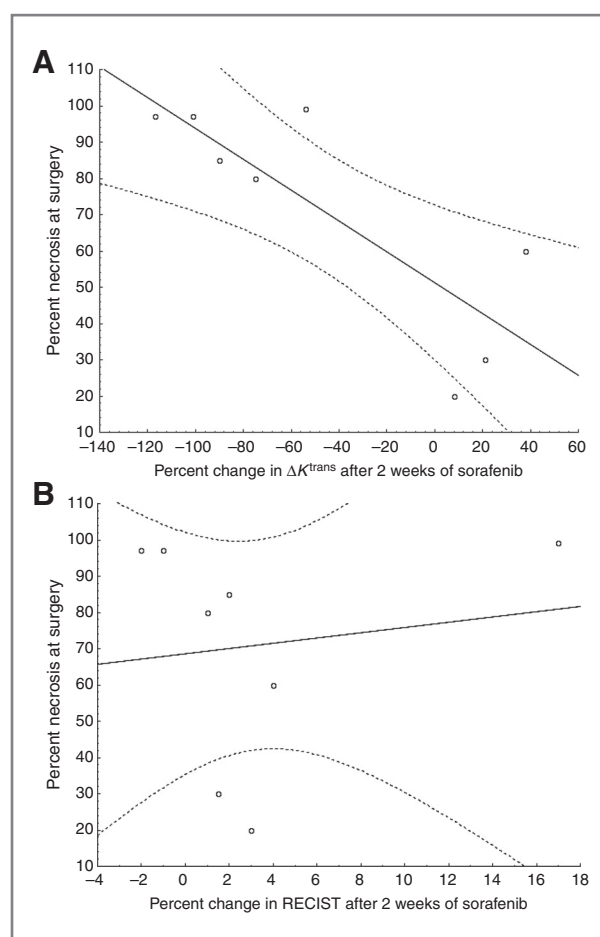 A
110
100
90
80
70
60
50
40
30
20
10
Percent necrosis at surgery
−140 −120 −100 −80 −60 −40 −20 0 20 40 60
Percent change in ΔKtrans after 2 weeks of sorafenib
B
110
100
90
80
70
60
50
40
30
20
10
Percent necrosis at surgery
−4 −2 0 2 4 6 8 10 12 14 16 18
Percent change in RECIST after 2 weeks of sorafenib